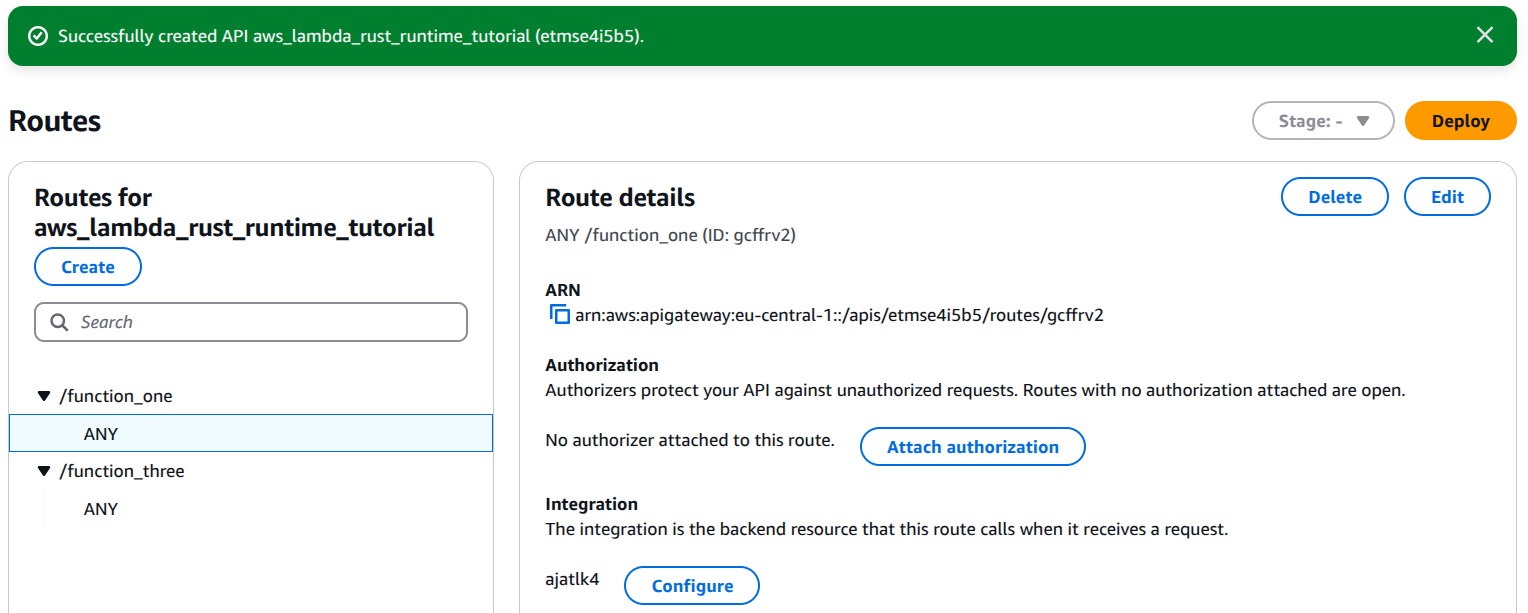 Successfully created API aws_lambda_rust_runtime_tutorial (etmse4i5b5).
Routes
Stage: -
Deploy
Routes for
aws_lambda_rust_runtime_tutorial
Create
Search
/function_one
ANY
/function_three
ANY
Route details
Delete
Edit
ANY /function_one (ID: gcffrv2)
ARN
arn:aws:apigateway:eu-central-1::/apis/etmse4i5b5/routes/gcffrv2
Authorization
Authorizers protect your API against unauthorized requests. Routes with no authorization attached are open.
No authorizer attached to this route.
Attach authorization
Integration
The integration is the backend resource that this route calls when it receives a request.
ajatlk4
Configure